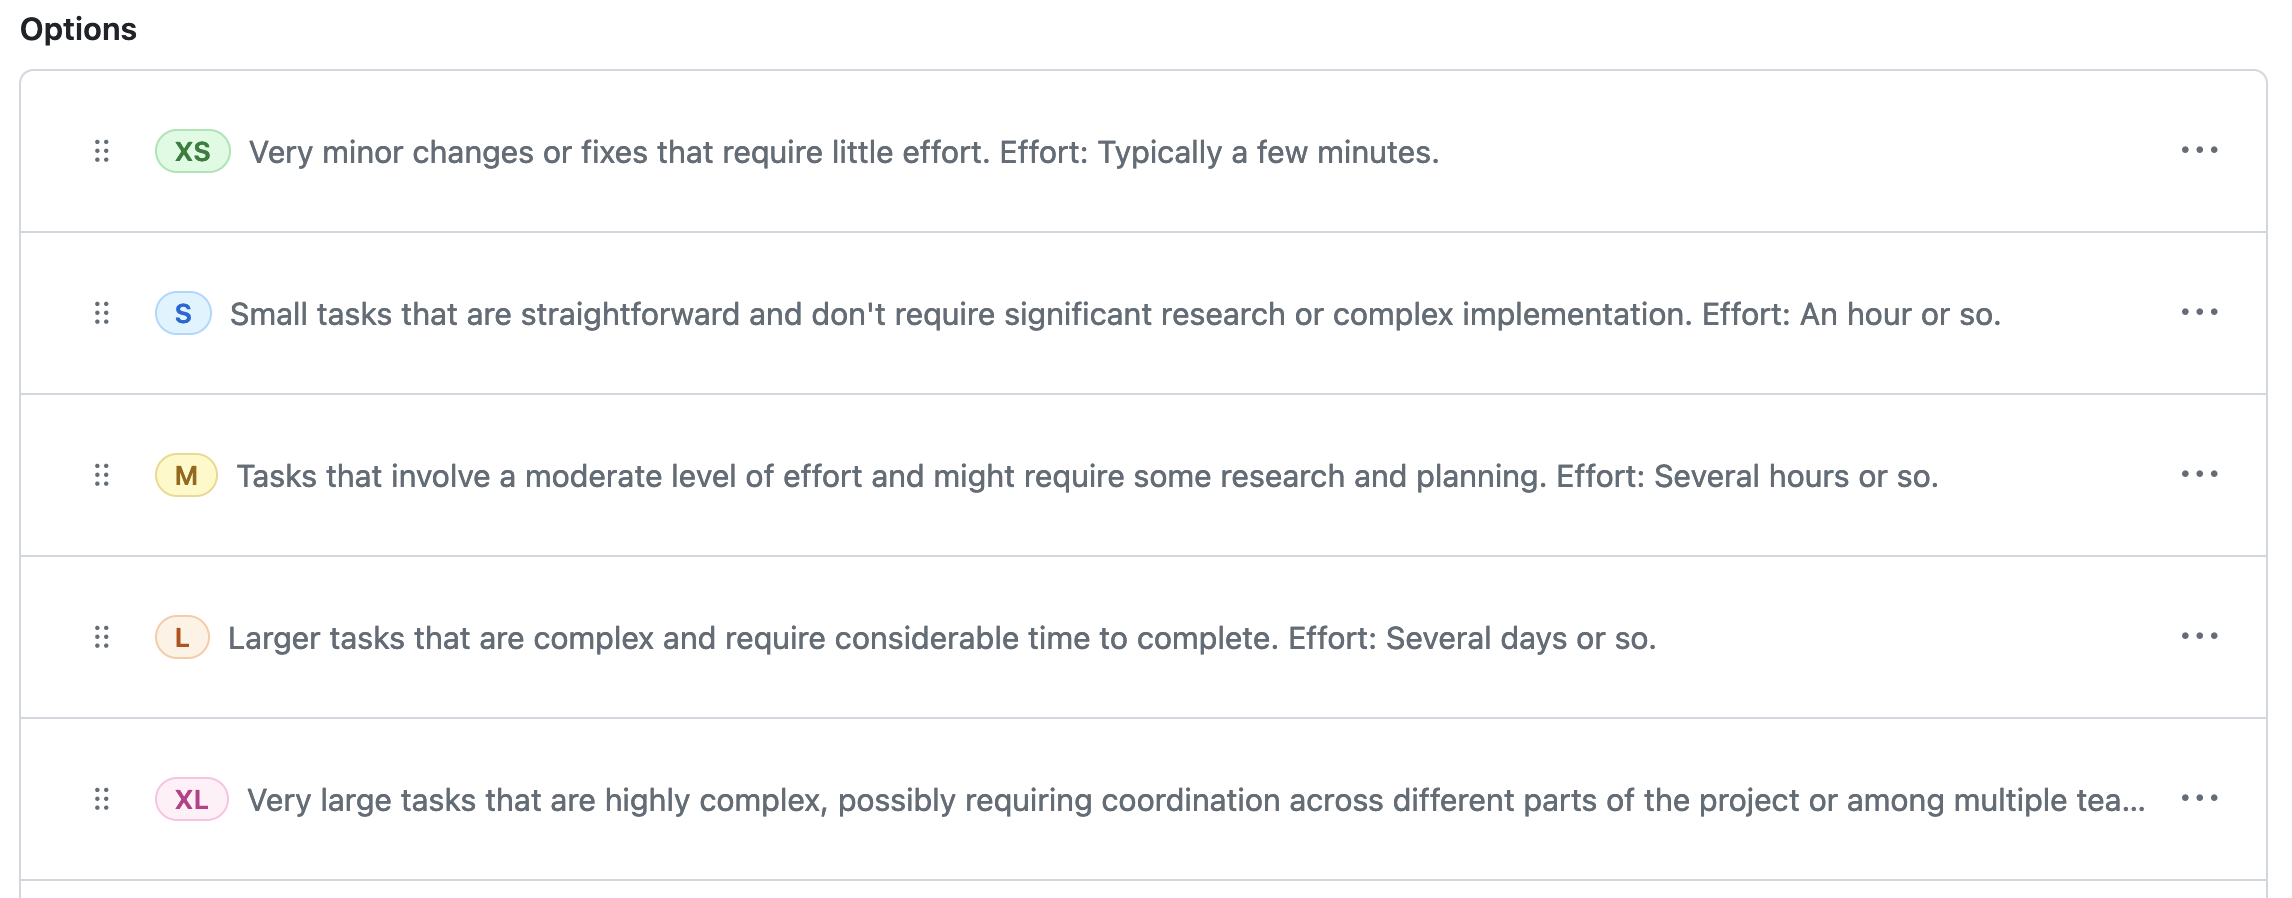 Options
XS Very minor changes or fixes that require little effort. Effort: Typically a few minutes.
S Small tasks that are straightforward and don't require significant research or complex implementation. Effort: An hour or so.
M Tasks that involve a moderate level of effort and might require some research and planning. Effort: Several hours or so.
L Larger tasks that are complex and require considerable time to complete. Effort: Several days or so.
XL Very large tasks that are highly complex, possibly requiring coordination across different parts of the project or among multiple tea...